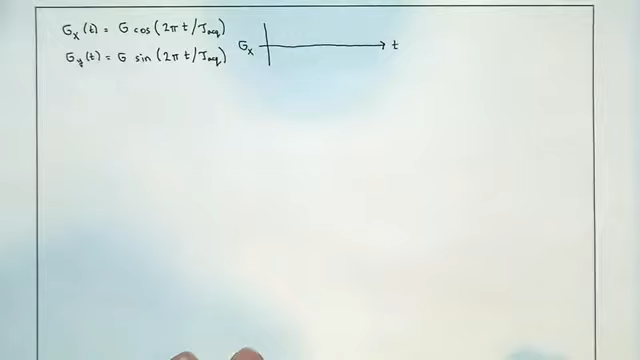 Gx(t) = G cos(2π t/Tacq)
Gy(t) = G sin(2π t/Tacq)
Gx
t